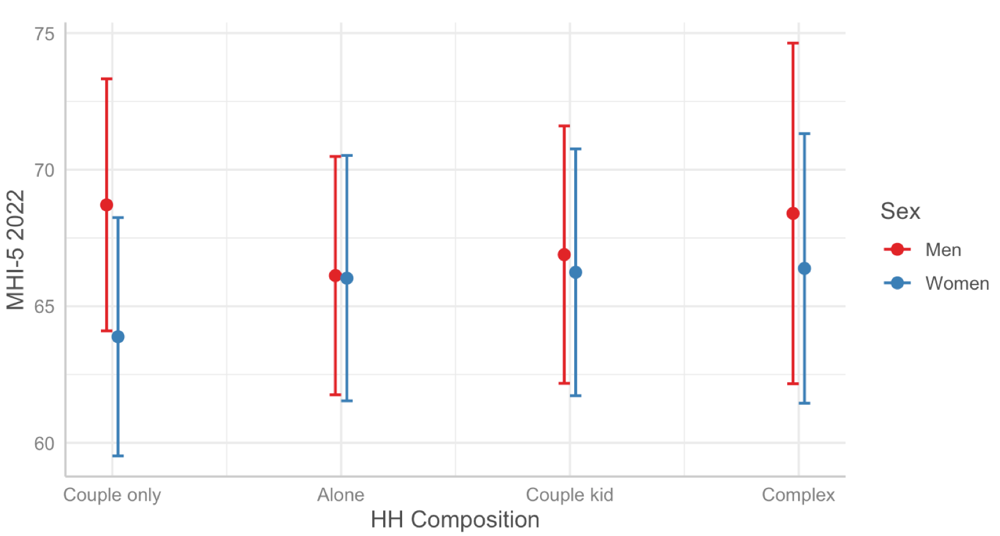 75
70
65
60
MHI-5 2022
Couple only
Alone
Couple kid
Complex
HH Composition
Sex
Men
Women